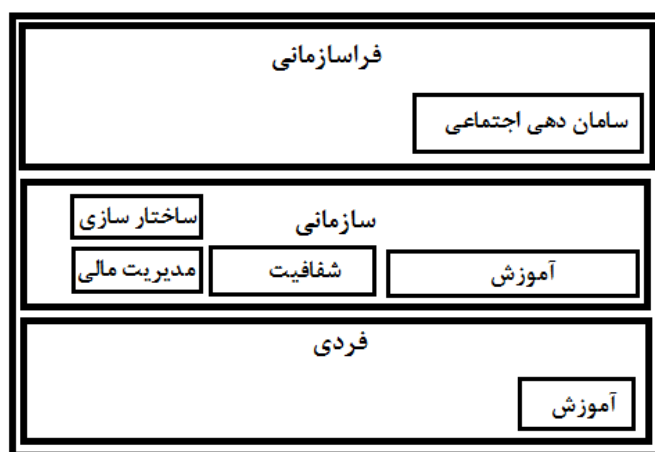 فراسازمانی
سامان دهی اجتماعی
سازمانی
ساختار سازی
آموزش
شفافیت
مدیریت مالی
فردی
آموزش